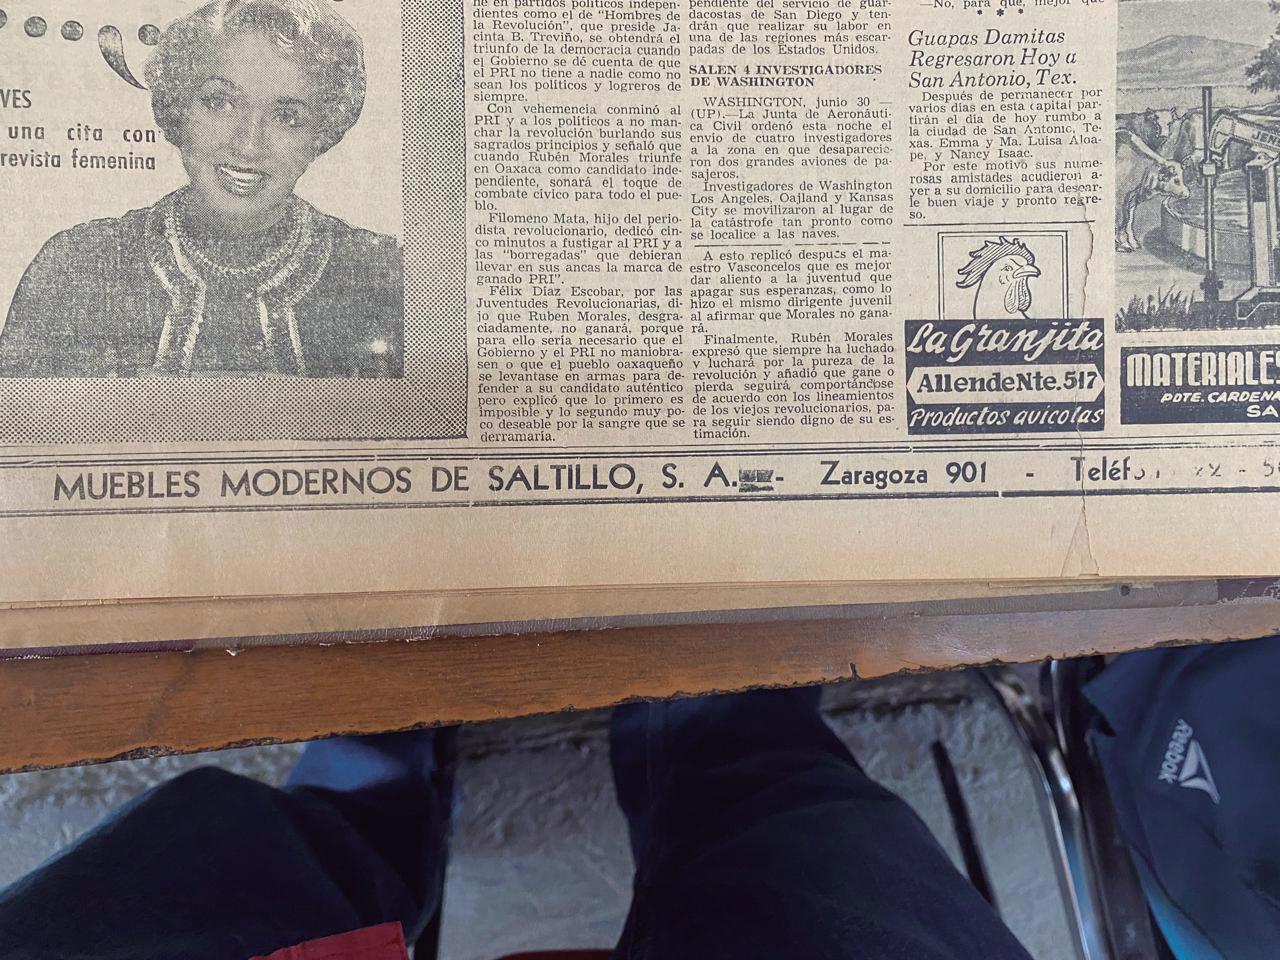 VES
una cita con
revista femenina
ne en partidos políticos indepen-
dientes como el de "Hombres de
la Revolución", que preside Ja-
cinta B. Treviño, se obtendrá el
triunfo de la democracia cuando
el Gobierno se dé cuenta de que
el PRI no tiene a nadie como no
sean los políticos y logreros de
siempre.
Con vehemencia conminó al
PRI y a los políticos a no man-
char la revolución burlando sus
sagrados principios y señaló que
cuando Rubén Morales triunfe
en Oaxaca como candidato inde-
pendiente, sonará el toque de
combate cívico para todo el pue-
blo.
Filomeno Mata, hijo del perio-
dista revolucionario, dedicó cin-
co minutos a fustigar al PRI y a
las "borregadas" que debieran
llevar en sus ancas la marca de
ganado PRI".
Félix Díaz Escobar, por las
Juventudes Revolucionarias, di-
jo que Ruben Morales, desgra-
ciadamente, no ganará, porque
para ello sería necesario que el
Gobierno y el PRI no maniobra-
sen o que el pueblo oaxaqueño
se levantase en armas para de-
fender a su candidato auténtico
pero explicó que lo primero es
imposible y lo segundo muy po-
co deseable por la sangre que se
derramaría.
pendiente del servicio de guar-
dacostas de San Diego y ten-
drán que realizar su labor en
una de las regiones más escar-
padas de los Estados Unidos.
SALEN 4 INVESTIGADORES
DE WASHINGTON
WASHINGTON, junio 30 —
(UP).—La Junta de Aeronáuti-
ca Civil ordenó esta noche el
envío de cuatro investigadores
a la zona en que desaparecie-
ron dos grandes aviones de pa-
sajeros.
Investigadores de Washington
Los Angeles, Oajland y Kansas
City se movilizaron al lugar de
la catástrofe tan pronto como
se localice a las naves.
A esto replicó después el ma-
estro Vasconcelos que es mejor
dar aliento a la juventud que
apagar sus esperanzas, como lo
hizo el mismo dirigente juvenil
al afirmar que Morales no gana-
rá.
Finalmente, Rubén Morales
expresó que siempre ha luchado
y luchará por la pureza de la
revolución y añadió que gane o
pierda seguirá comportándose
de acuerdo con los lineamientos
de los viejos revolucionarios, pa-
ra seguir siendo digno de su es-
timación.
—No, para que, mejor que
* * *
Guapas Damitas
Regresaron Hoy a
San Antonio, Tex.
Después de permanecer por
varios días en esta capital par-
tirán el día de hoy rumbo a
la ciudad de San Antonio, Te-
xas. Emma y Ma. Luisa Aloa-
pe, y Nancy Isaac.
Por este motivo sus nume-
rosas amistades acudieron a-
yer a su domicilio para desear-
le buen viaje y pronto regre-
so.
La Granjita
Allende Nte. 517
Productos avicolas
JEN
MATERIALES
PDTE. CARDENA
SA
MUEBLES MODERNOS DE SALTILLO, S. A. - Zaragoza 901 - Teléf
Reebok